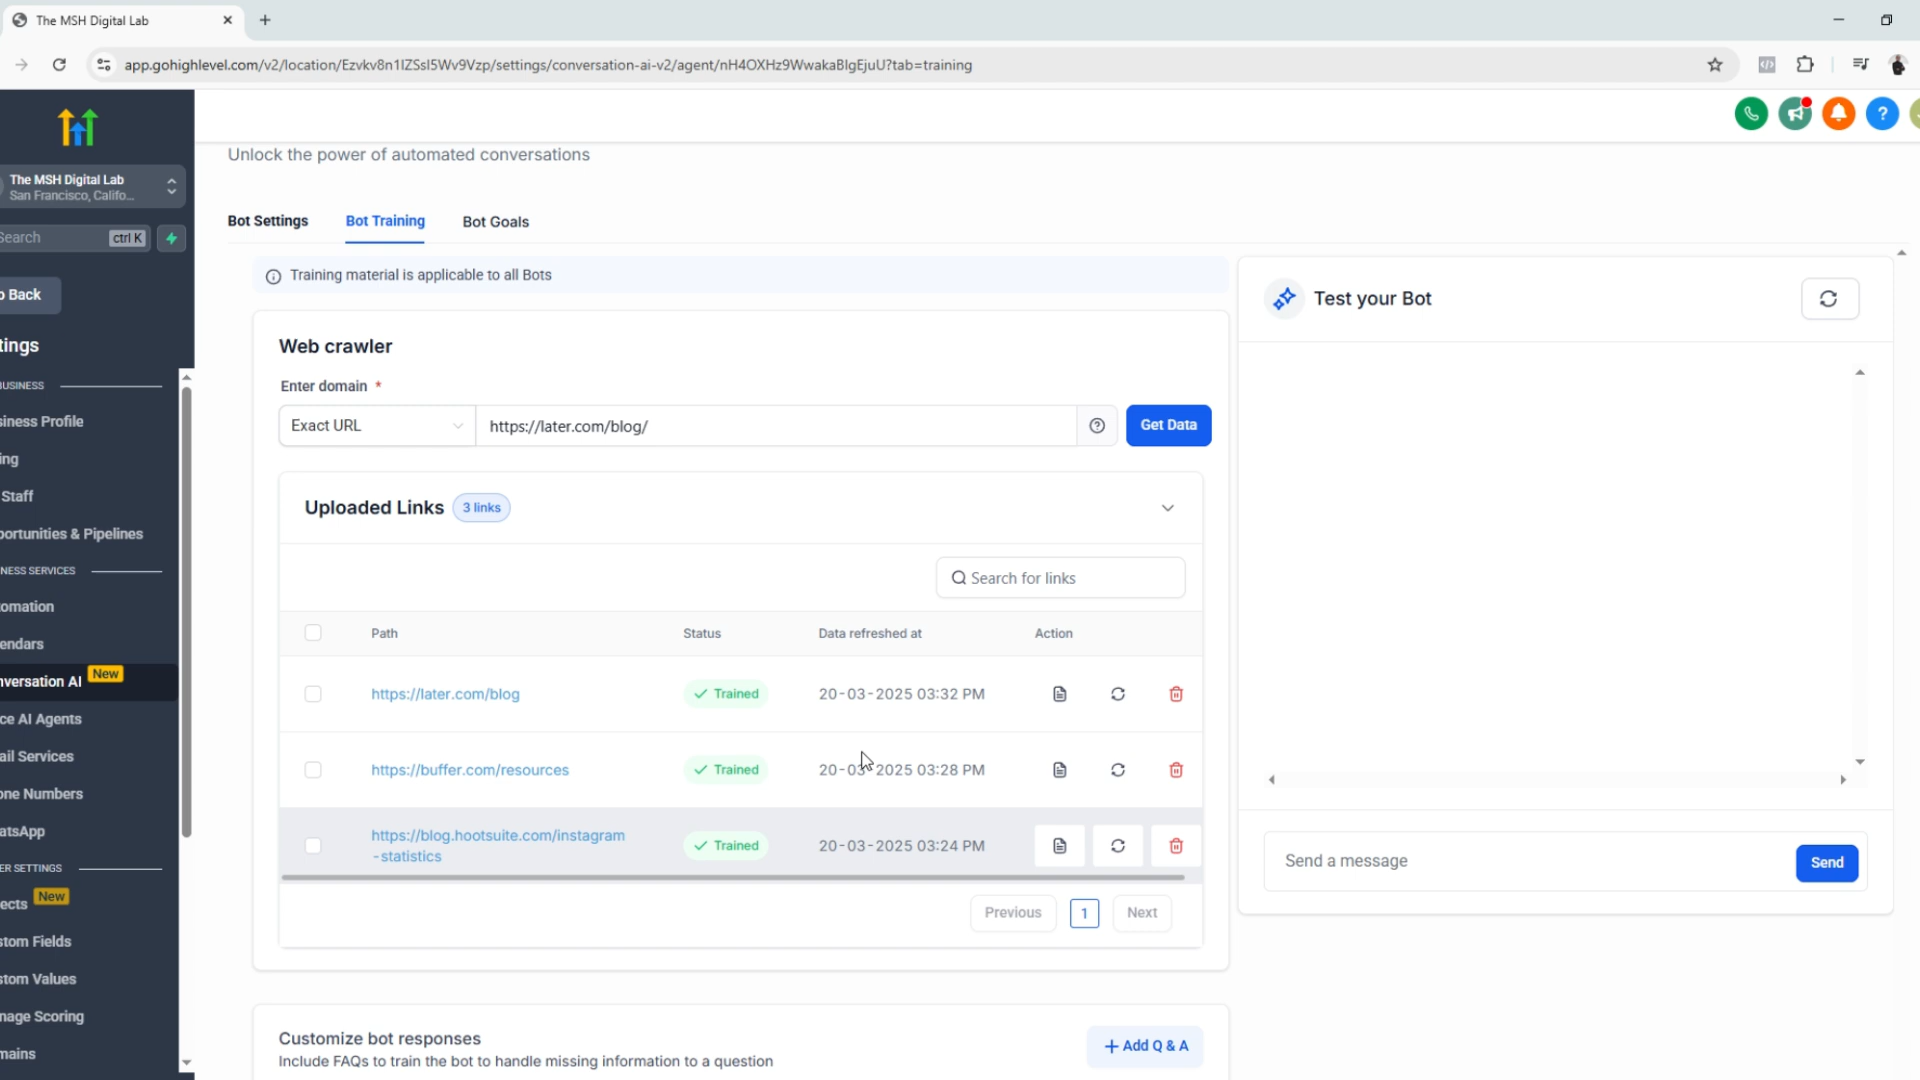 The MSH Digital Lab
app.gohighlevel.com/v2/location/Ezvkv8n1IZSsI5Wv9Vzp/settings/conversation-ai-v2/agent/nH4OXHz9WwakaBlgEjuU?tab=training
The MSH Digital Lab
San Francisco, Califo...
Search
ctrl K
o Back
tings
BUSINESS
siness Profile
ing
Staff
portunities & Pipelines
NESS SERVICES
omation
endars
nversation AI
New
ce AI Agents
ail Services
one Numbers
atsApp
ER SETTINGS
ects
New
stom Fields
stom Values
nage Scoring
mains
Unlock the power of automated conversations
Bot Settings
Bot Training
Bot Goals
Training material is applicable to all Bots
Web crawler
Enter domain *
Exact URL
https://later.com/blog/
Get Data
Uploaded Links
3 links
Search for links
Path
Status
Data refreshed at
Action
https://later.com/blog
Trained
20-03-2025 03:32 PM
https://buffer.com/resources
Trained
20-03-2025 03:28 PM
https://blog.hootsuite.com/instagram
-statistics
Trained
20-03-2025 03:24 PM
Previous
1
Next
Customize bot responses
Include FAQs to train the bot to handle missing information to a question
+ Add Q & A
Test your Bot
Send a message
Send